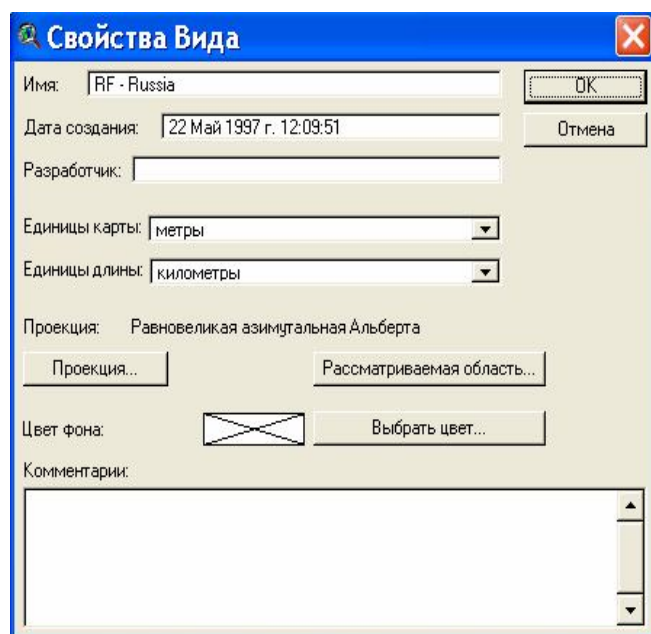 Свойства Вида
Имя: RF - Russia
OK
Дата создания: 22 Май 1997 г. 12:09:51
Отмена
Разработчик:
Единицы карты: метры
Единицы длины: километры
Проекция: Равновеликая азимутальная Альберта
Проекция...
Рассматриваемая область...
Цвет фона:
Выбрать цвет...
Комментарии: